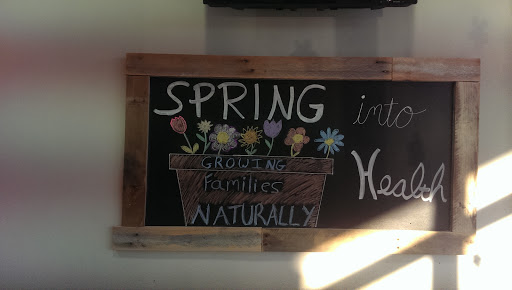 SPRING into
Health
GROWING
Families
NATURALLY